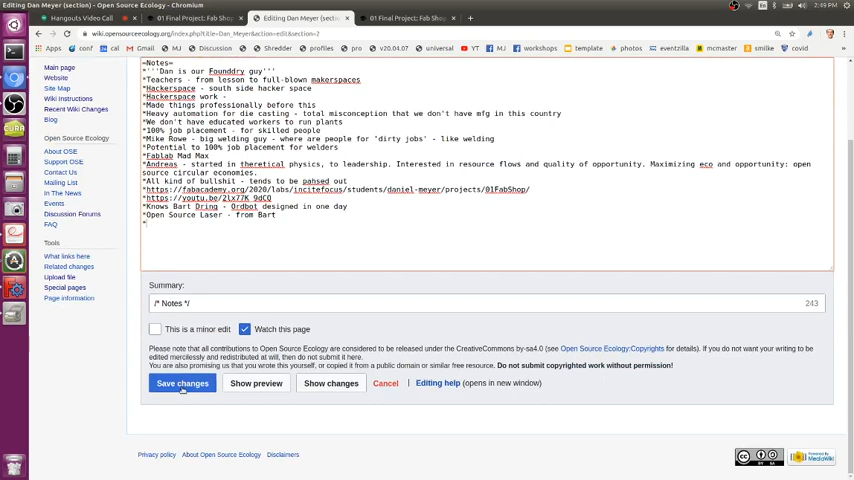 Editing Dan Meyer (section) - Open Source Ecology - Chromium
En
2:49 PM
Hangouts Video Call
01 Final Project: Fab Shop
Editing Dan Meyer (section)
01 Final Project: Fab Shop
wiki.opensourceecology.org/index.php?title=Dan_Meyer&action=edit&section=2
Apps
conf
cal
Gmail
MJ
Discussion
Shredder
profiles
pro
v20.04.07
universal
YT
MJ
workshops
template
photos
eventzilla
mcmaster
smilke
covid
Main page
Website
Site Map
Wiki Instructions
Recent Wiki Changes
Blog
Open Source Ecology
About OSE
Support OSE
Contact Us
Mailing List
In The News
Events
Discussion Forums
FAQ
Tools
What links here
Related changes
Upload file
Special pages
Page information
=Notes=
*'''Dan is our Founddry guy'''
*Teachers - from lesson to full-blown makerspaces
*Hackerspace - south side hacker space
*Hackerspace work -
*Made things professionally before this
*Heavy automation for die casting - total misconception that we don't have mfg in this country
*We don't have educated workers to run plants
*100% job placement - for skilled people
*Mike Rowe - big welding guy - where are people for 'dirty jobs' - like welding
*Potential to 100% job placement for welders
*Fablab Mad Max
*Andreas - started in theretical physics, to leadership. Interested in resource flows and quality of opportunity. Maximizing eco and opportunity: open
source circular economies.
*All kind of bullshit - tends to be pahsed out
*https://fabacademy.org/2020/labs/incitefocus/students/daniel-meyer/projects/01FabShop/
*https://youtu.be/2lx77K_9dCQ
*Knows Bart Dring - Ordbot designed in one day
*Open Source Laser - from Bart
*
Summary:
/* Notes */
243
This is a minor edit
Watch this page
Please note that all contributions to Open Source Ecology are considered to be released under the CreativeCommons by-sa4.0 (see Open Source Ecology:Copyrights for details). If you do not want your writing to be
edited mercilessly and redistributed at will, then do not submit it here.
You are also promising us that you wrote this yourself, or copied it from a public domain or similar free resource. Do not submit copyrighted work without permission!
Save changes
Show preview
Show changes
Cancel
| Editing help (opens in new window)
Privacy policy
About Open Source Ecology
Disclaimers
Powered By
MediaWiki